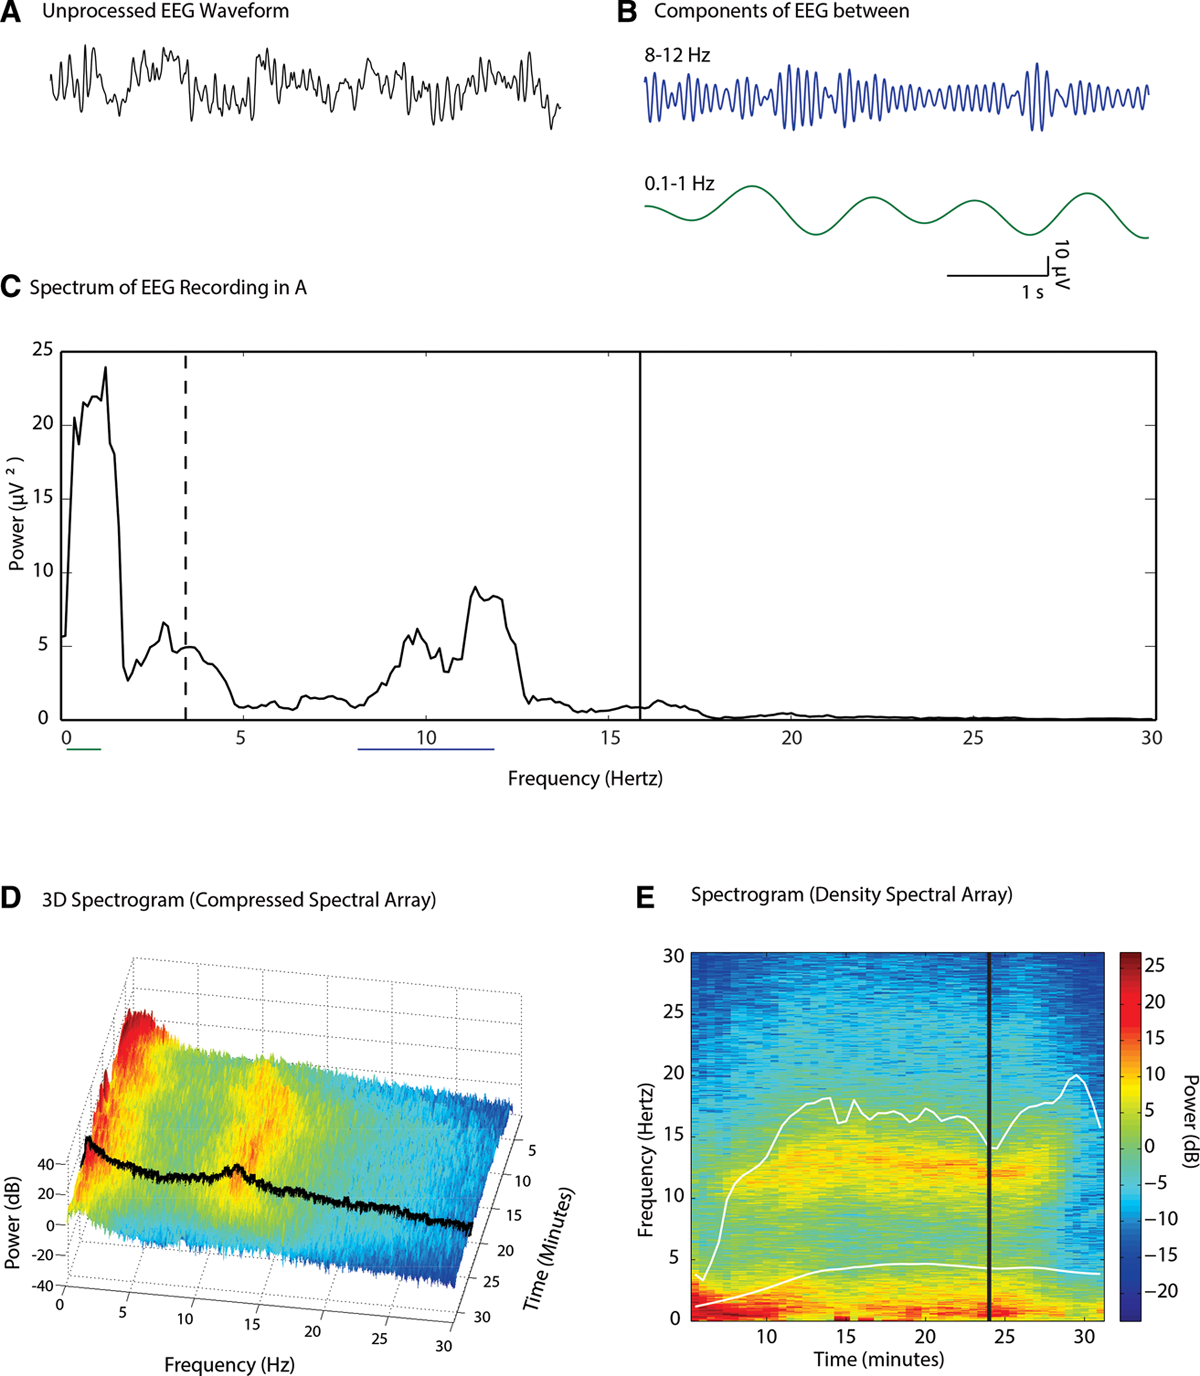 A Unprocessed EEG Waveform
B Components of EEG between
8-12 Hz
0.1-1 Hz
10 µV
1 s
C Spectrum of EEG Recording in A
Power (µV ²)
25
20
15
10
5
0
0 5 10 15 20 25 30
Frequency (Hertz)
D 3D Spectrogram (Compressed Spectral Array)
Power (dB)
40
20
0
-20
-40
0 5 10 15 20 25 30
Frequency (Hz)
5
10
15
20
25
30
Time (Minutes)
E Spectrogram (Density Spectral Array)
Frequency (Hertz)
30
25
20
15
10
5
0
10 15 20 25 30
Time (minutes)
25
20
15
10
5
0
−5
−10
−15
−20
Power (dB)